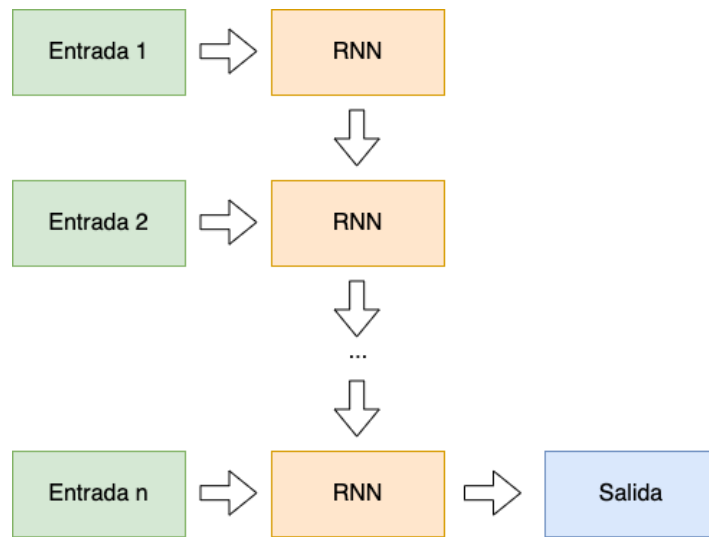 Entrada 1
RNN
Entrada 2
RNN
...
Entrada n
RNN
Salida